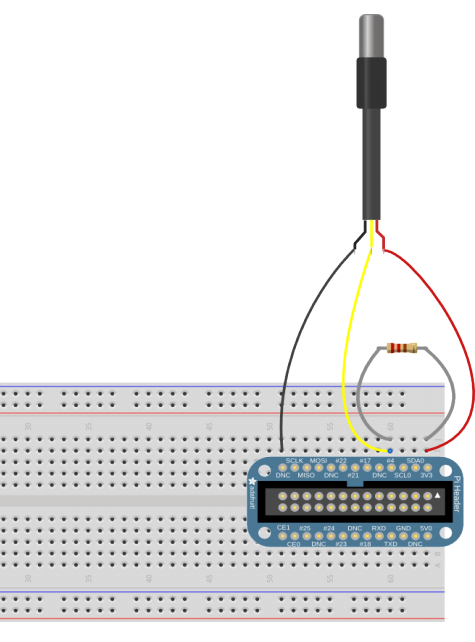 30 35 40 45 50 60
SCLK MOSI #22 #17 #4 SDA0
DNC MISO DNC #21 DNC SCL0 3V3
adafruit
Pi Header
CE1 #25 #24 DNC RXD GND 5V0
CE0 DNC #23 #18 TXD DNC
B
A
30 35 40 45 50 60